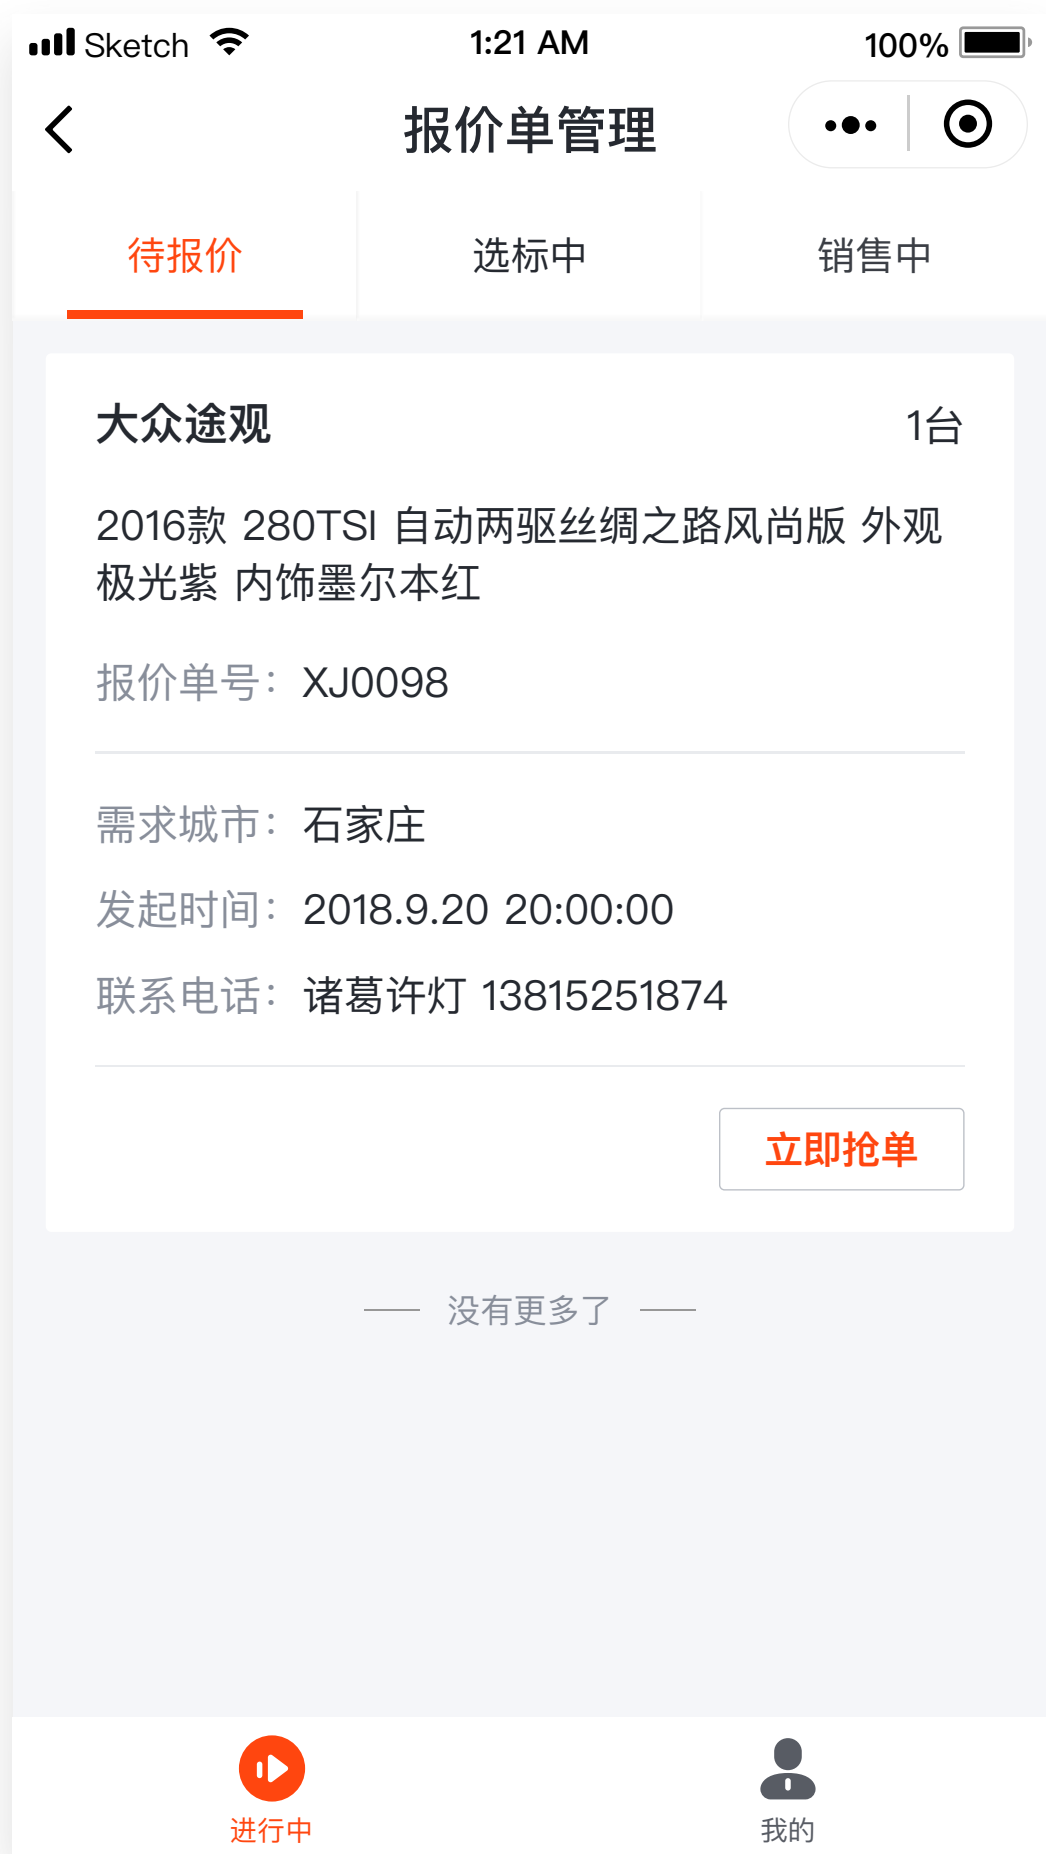 Sketch 1:21 AM 100%
报价单管理
待报价 选标中 销售中
大众途观 1台
2016款 280TSI 自动两驱丝绸之路风尚版 外观
极光紫 内饰墨尔本红
报价单号： XJ0098
需求城市： 石家庄
发起时间： 2018.9.20 20:00:00
联系电话： 诸葛许灯 13815251874
立即抢单
没有更多了
进行中 我的